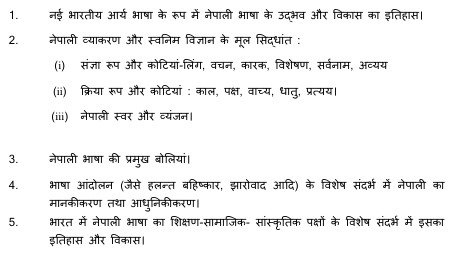 1. नई भारतीय आर्य भाषा के रूप में नेपाली भाषा के उद्भव और विकास का इतिहास।
2. नेपाली व्याकरण और स्वनिम विज्ञान के मूल सिद्धांत :
(i) संज्ञा रूप और कोटियां-लिंग, वचन, कारक, विशेषण, सर्वनाम, अव्यय
(ii) क्रिया रूप और कोटियां : काल, पक्ष, वाच्य, धातु, प्रत्यय।
(iii) नेपाली स्वर और व्यंजन।
3. नेपाली भाषा की प्रमुख बोलियां।
4. भाषा आंदोलन (जैसे हलन्त बहिष्कार, झारोवाद आदि) के विशेष संदर्भ में नेपाली का
मानकीकरण तथा आधुनिकीकरण।
5. भारत में नेपाली भाषा का शिक्षण-सामाजिक- सांस्कृतिक पक्षों के विशेष संदर्भ में इसका
इतिहास और विकास।